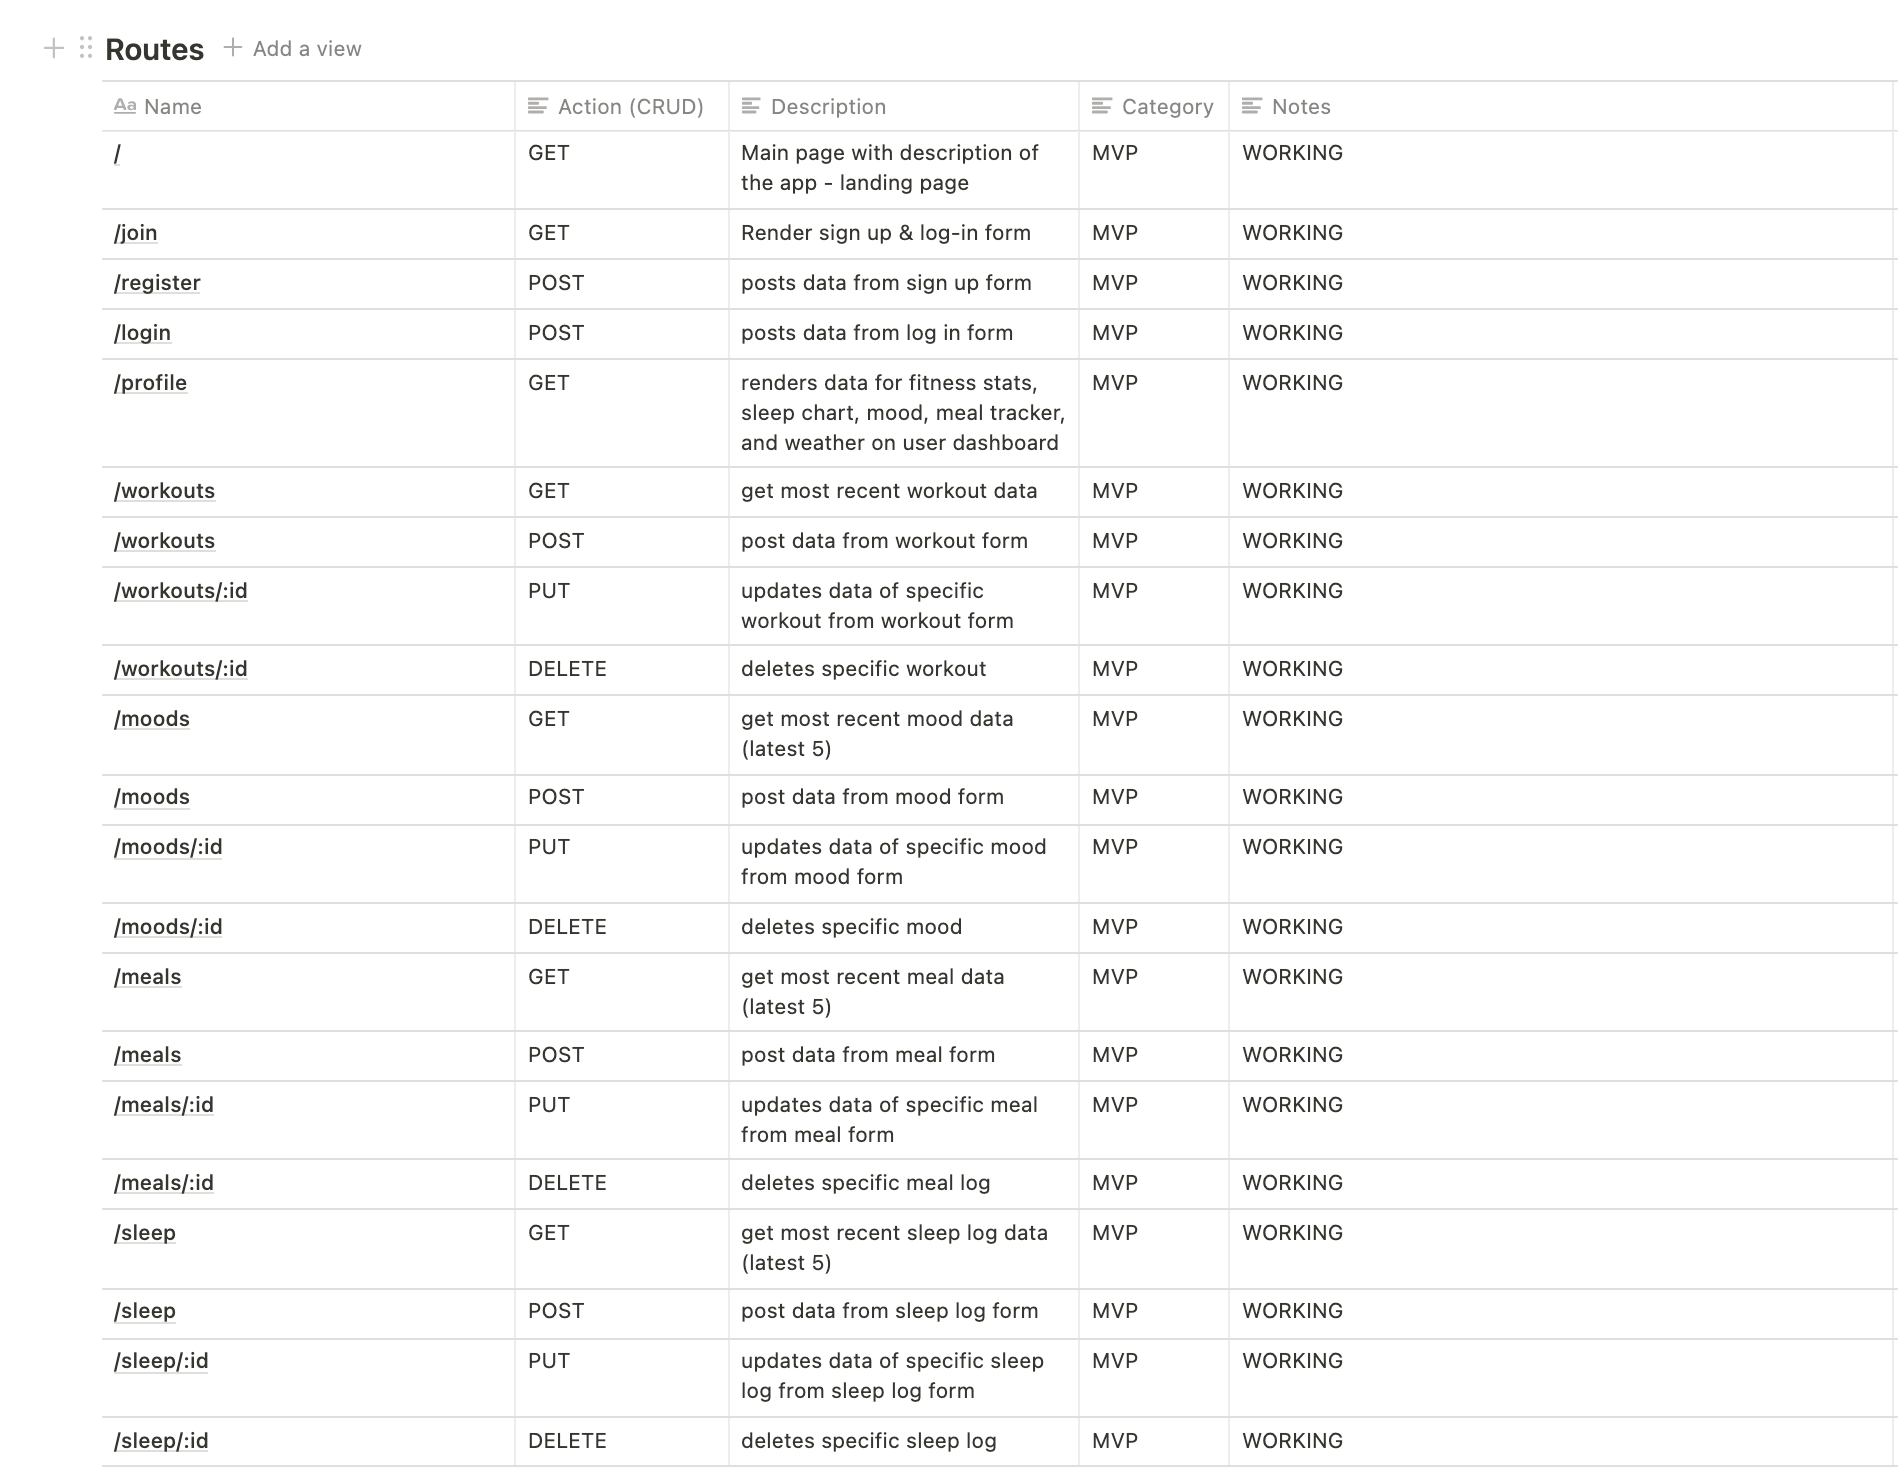 Routes + Add a view
Aa Name Action (CRUD) Description Category Notes
/ GET Main page with description of MVP WORKING
the app - landing page
/join GET Render sign up & log-in form MVP WORKING
/register POST posts data from sign up form MVP WORKING
/login POST posts data from log in form MVP WORKING
/profile GET renders data for fitness stats, MVP WORKING
sleep chart, mood, meal tracker,
and weather on user dashboard
/workouts GET get most recent workout data MVP WORKING
/workouts POST post data from workout form MVP WORKING
/workouts/:id PUT updates data of specific MVP WORKING
workout from workout form
/workouts/:id DELETE deletes specific workout MVP WORKING
/moods GET get most recent mood data MVP WORKING
(latest 5)
/moods POST post data from mood form MVP WORKING
/moods/:id PUT updates data of specific mood MVP WORKING
from mood form
/moods/:id DELETE deletes specific mood MVP WORKING
/meals GET get most recent meal data MVP WORKING
(latest 5)
/meals POST post data from meal form MVP WORKING
/meals/:id PUT updates data of specific meal MVP WORKING
from meal form
/meals/:id DELETE deletes specific meal log MVP WORKING
/sleep GET get most recent sleep log data MVP WORKING
(latest 5)
/sleep POST post data from sleep log form MVP WORKING
/sleep/:id PUT updates data of specific sleep MVP WORKING
log from sleep log form
/sleep/:id DELETE deletes specific sleep log MVP WORKING